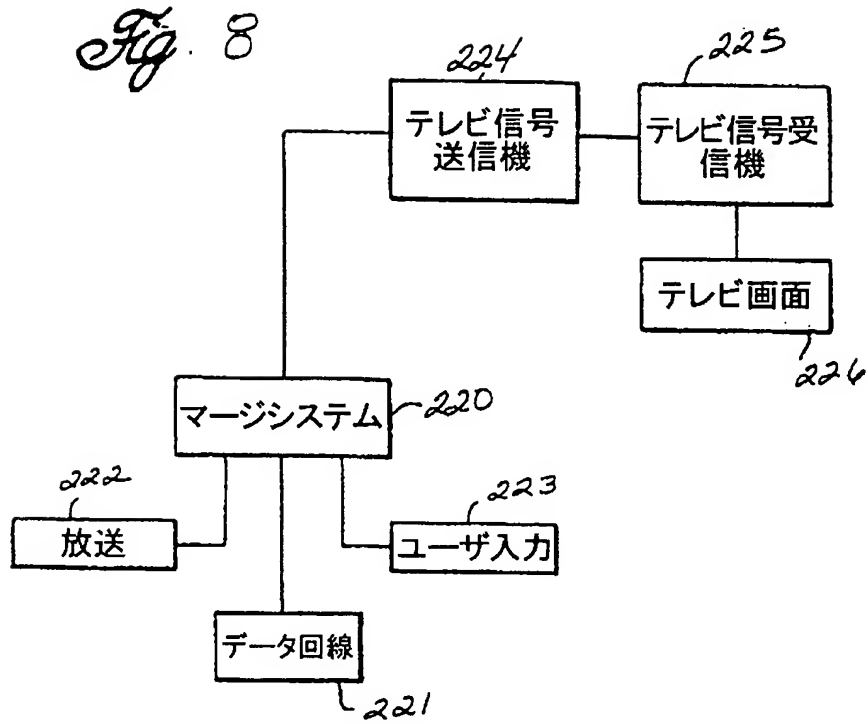 Fig. 8
224
225
テレビ信号
送信機
テレビ信号受
信機
テレビ画面
226
マージシステム
220
222
223
放送
ユーザ入力
データ回線
221